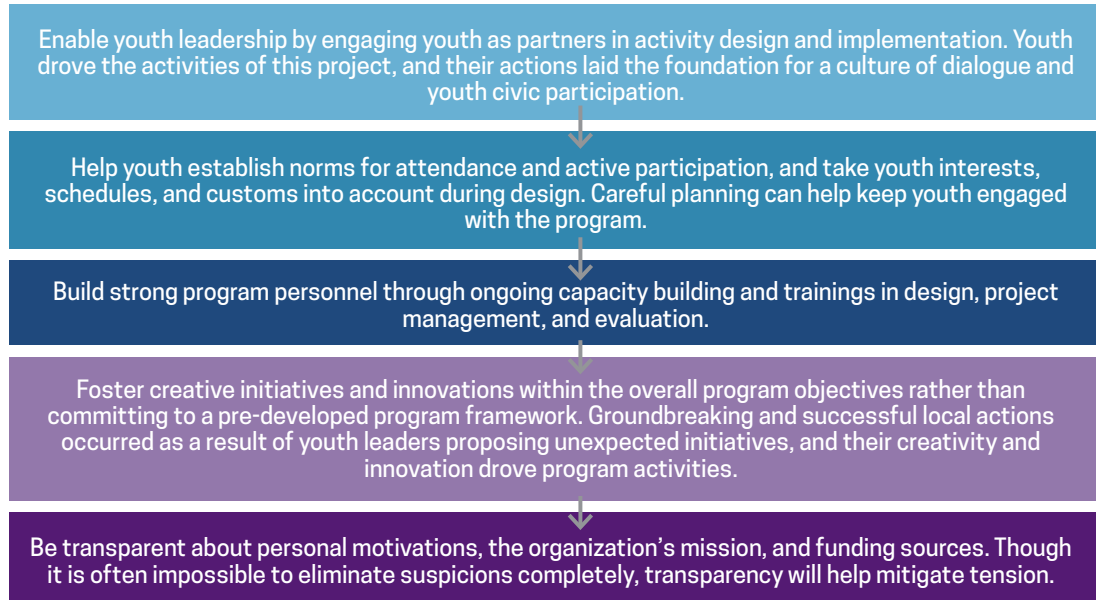 Enable youth leadership by engaging youth as partners in activity design and implementation. Youth
drove the activities of this project, and their actions laid the foundation for a culture of dialogue and
youth civic participation.
Help youth establish norms for attendance and active participation, and take youth interests,
schedules, and customs into account during design. Careful planning can help keep youth engaged
with the program.
Build strong program personnel through ongoing capacity building and trainings in design, project
management, and evaluation.
Foster creative initiatives and innovations within the overall program objectives rather than
committing to a pre-developed program framework. Groundbreaking and successful local actions
occurred as a result of youth leaders proposing unexpected initiatives, and their creativity and
innovation drove program activities.
Be transparent about personal motivations, the organization’s mission, and funding sources. Though
it is often impossible to eliminate suspicions completely, transparency will help mitigate tension.